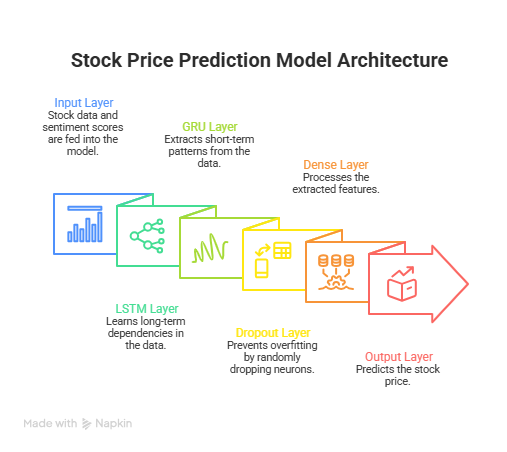 Stock Price Prediction Model Architecture
Input Layer
Stock data and
sentiment scores
are fed into the
model.
GRU Layer
Extracts short-term
patterns from the
data.
Dense Layer
Processes the
extracted features.
LSTM Layer
Learns long-term
dependencies in
the data.
Dropout Layer
Prevents overfitting
by randomly
dropping neurons.
Output Layer
Predicts the stock
price.
Made with Napkin